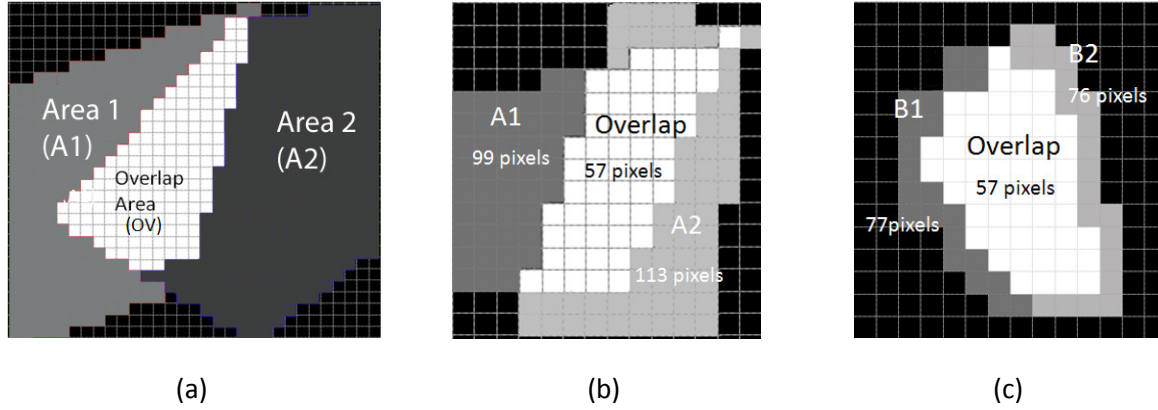 Area 1
(A1)
Area 2
(A2)
Overlap
Area
(OV)
(a)
A1
99 pixels
Overlap
57 pixels
A2
113 pixels
(b)
B2
76 pixels
B1
Overlap
57 pixels
77pixels
(c)